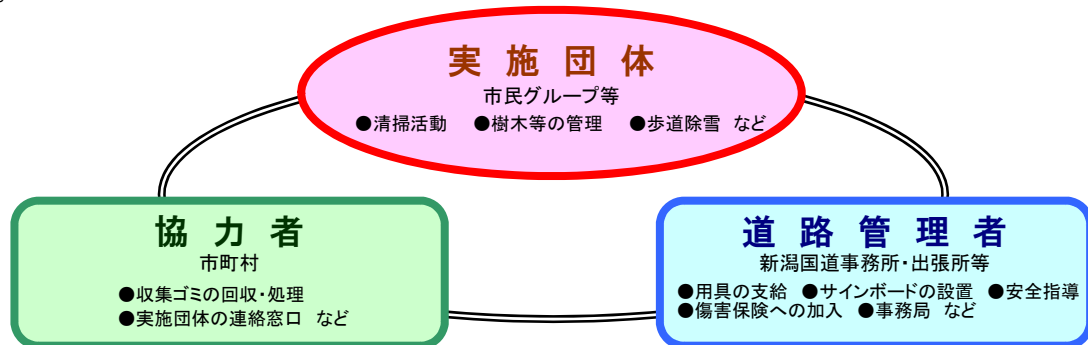 実施団体
市民グループ等
●清掃活動 ●樹木等の管理 ●歩道除雪 など
協力者
市町村
●収集ゴミの回収・処理
●実施団体の連絡窓口 など
道路管理者
新潟国道事務所・出張所等
●用具の支給 ●サインボードの設置 ●安全指導
●傷害保険への加入 ●事務局 など